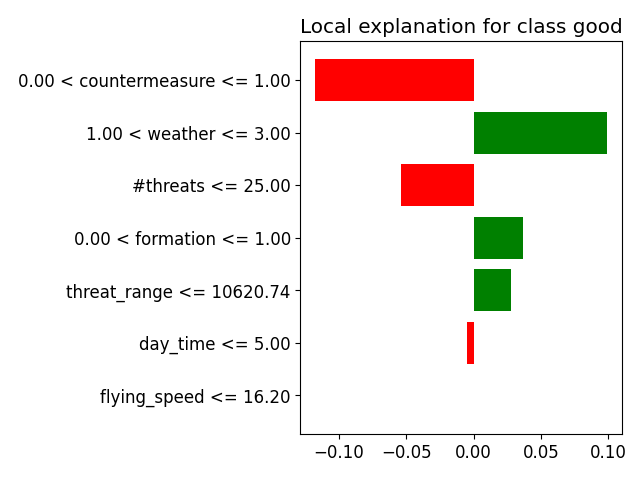 Local explanation for class good
0.00 < countermeasure <= 1.00
1.00 < weather <= 3.00
#threats <= 25.00
0.00 < formation <= 1.00
threat_range <= 10620.74
day_time <= 5.00
flying_speed <= 16.20
−0.10 −0.05 0.00 0.05 0.10